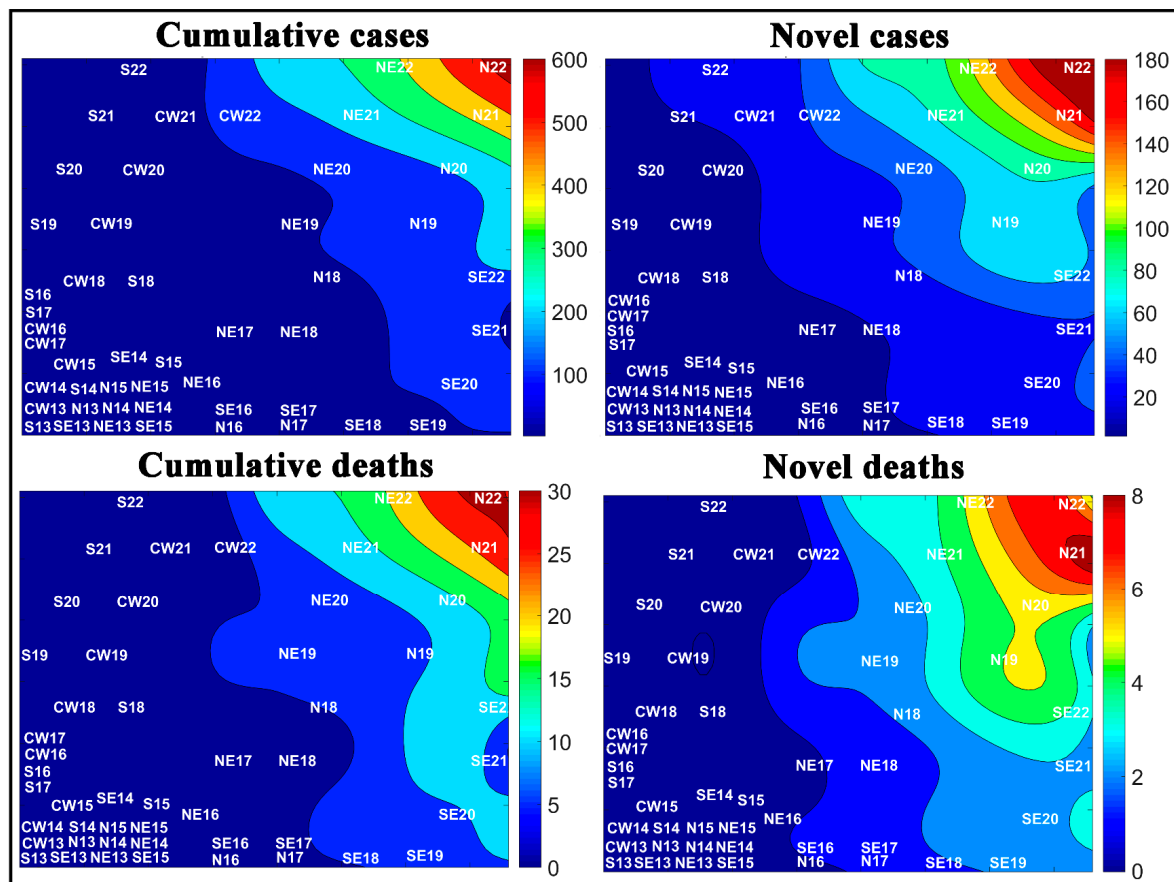 Cumulative cases
S22 NE22 N22
S21 CW21 CW22 NE21 N21
S20 CW20 NE20 N20
S19 CW19 NE19 N19
CW18 S18 N18 SE22
S16
S17
CW16 NE17 NE18 SE21
CW17
CW15 SE14 S15
CW14 S14 N15 NE15 NE16 SE20
CW13 N13 N14 NE14 SE16 SE17
S13 SE13 NE13 SE15 N16 N17 SE18 SE19
600
500
400
300
200
100
Novel cases
S22 NE22 N22
S21 CW21 CW22 NE21 N21
S20 CW20 NE20 N20
S19 CW19 NE19 N19
CW18 S18 N18 SE22
CW16
CW17
S16 NE17 NE18 SE21
S17
CW15 SE14 S15
CW14 S14 N15 NE15 NE16 SE20
CW13 N13 N14 NE14 SE16 SE17
S13 SE13 NE13 SE15 N16 N17 SE18 SE19
180
160
140
120
100
80
60
40
20
Cumulative deaths
S22 NE22 N22
S21 CW21 CW22 NE21 N21
S20 CW20 NE20 N20
S19 CW19 NE19 N19
CW18 S18 N18 SE2
CW17
CW16 NE17 NE18 SE21
S16
S17
CW15 SE14 S15
NE16 SE20
CW14 S14 N15 NE15
CW13 N13 N14 NE14 SE16 SE17
S13 SE13 NE13 SE15 N16 N17 SE18 SE19
30
25
20
15
10
5
0
Novel deaths
S22 NE22 N22
S21 CW21 CW22 NE21 N21
S20 CW20 NE20 N20
S19 CW19 NE19 N19
CW18 S18 N18 SE22
CW16
CW17
S16 NE17 NE18 SE21
S17
CW15 SE14 S15
NE16 SE20
CW14 S14 N15 NE15
CW13 N13 N14 NE14 SE16 SE17
S13 SE13 NE13 SE15 N16 N17 SE18 SE19
8
6
4
2
0